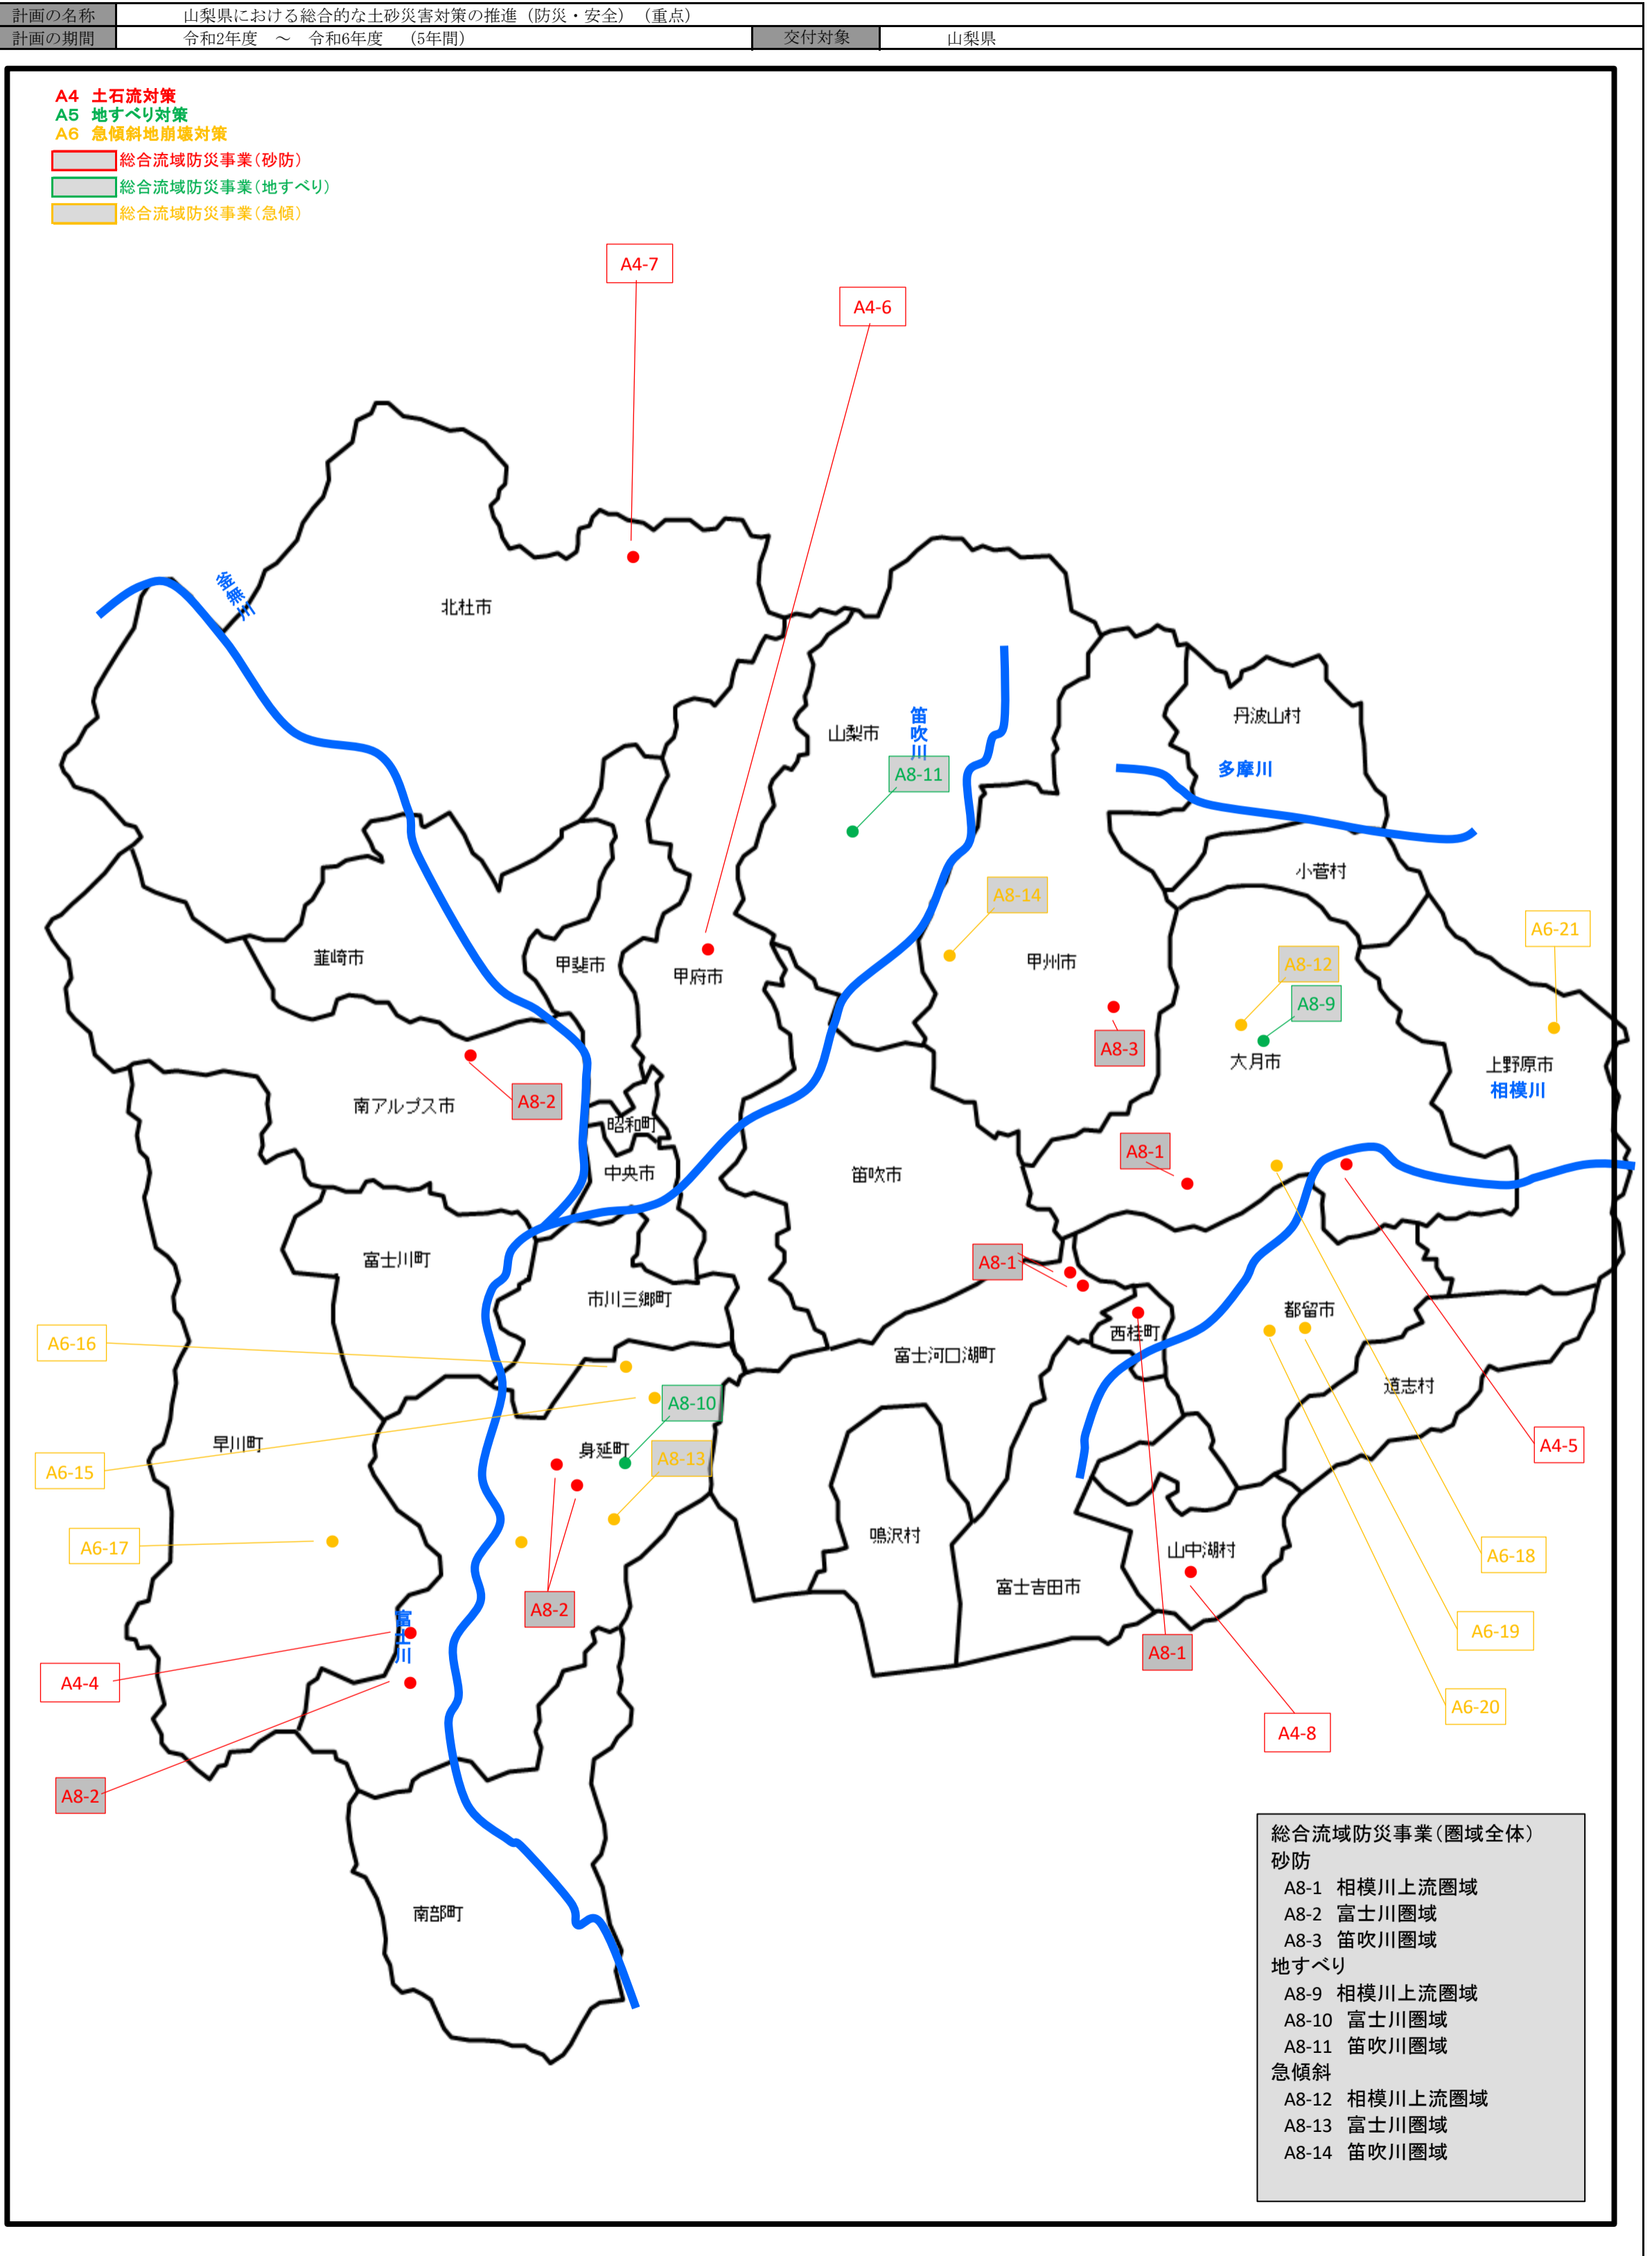 計画の名称 山梨県における総合的な土砂災害対策の推進（防災・安全）（重点）
計画の期間 令和2年度 ～ 令和6年度 （5年間） 交付対象 山梨県
A4 土石流対策
A5 地すべり対策
A6 急傾斜地崩壊対策
総合流域防災事業（砂防）
総合流域防災事業（地すべり）
総合流域防災事業（急傾）
A4-7
A4-6
釜無川
北杜市
山梨市
笛吹川
丹波山村
多摩川
A8-11
小菅村
A8-14
A6-21
韮崎市
甲斐市
甲府市
甲州市
A8-12
A8-9
A8-3
大月市
上野原市
相模川
南アルプス市
A8-2
昭和町
中央市
A8-1
笛吹市
富士川町
A8-1
市川三郷町
都留市
西桂町
A6-16
富士河口湖町
道志村
A8-10
早川町
身延町
A8-13
A4-5
A6-15
鳴沢村
A6-17
山中湖村
A6-18
富士吉田市
A8-2
富士川
A6-19
A8-1
A4-4
A6-20
A4-8
A8-2
南部町
総合流域防災事業（圏域全体）
砂防
A8-1 相模川上流圏域
A8-2 富士川圏域
A8-3 笛吹川圏域
地すべり
A8-9 相模川上流圏域
A8-10 富士川圏域
A8-11 笛吹川圏域
急傾斜
A8-12 相模川上流圏域
A8-13 富士川圏域
A8-14 笛吹川圏域